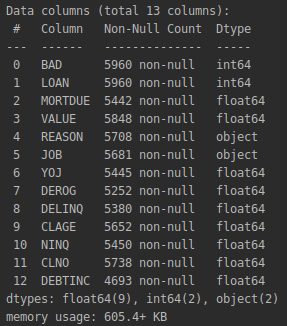 Data columns (total 13 columns):
 #   Column   Non-Null Count  Dtype
---  ------   --------------  -----
 0   BAD      5960 non-null   int64
 1   LOAN     5960 non-null   int64
 2   MORTDUE  5442 non-null   float64
 3   VALUE    5848 non-null   float64
 4   REASON   5708 non-null   object
 5   JOB      5681 non-null   object
 6   YOJ      5445 non-null   float64
 7   DEROG    5252 non-null   float64
 8   DELINQ   5380 non-null   float64
 9   CLAGE    5652 non-null   float64
 10  NINQ     5450 non-null   float64
 11  CLNO     5738 non-null   float64
 12  DEBTINC  4693 non-null   float64
dtypes: float64(9), int64(2), object(2)
memory usage: 605.4+ KB